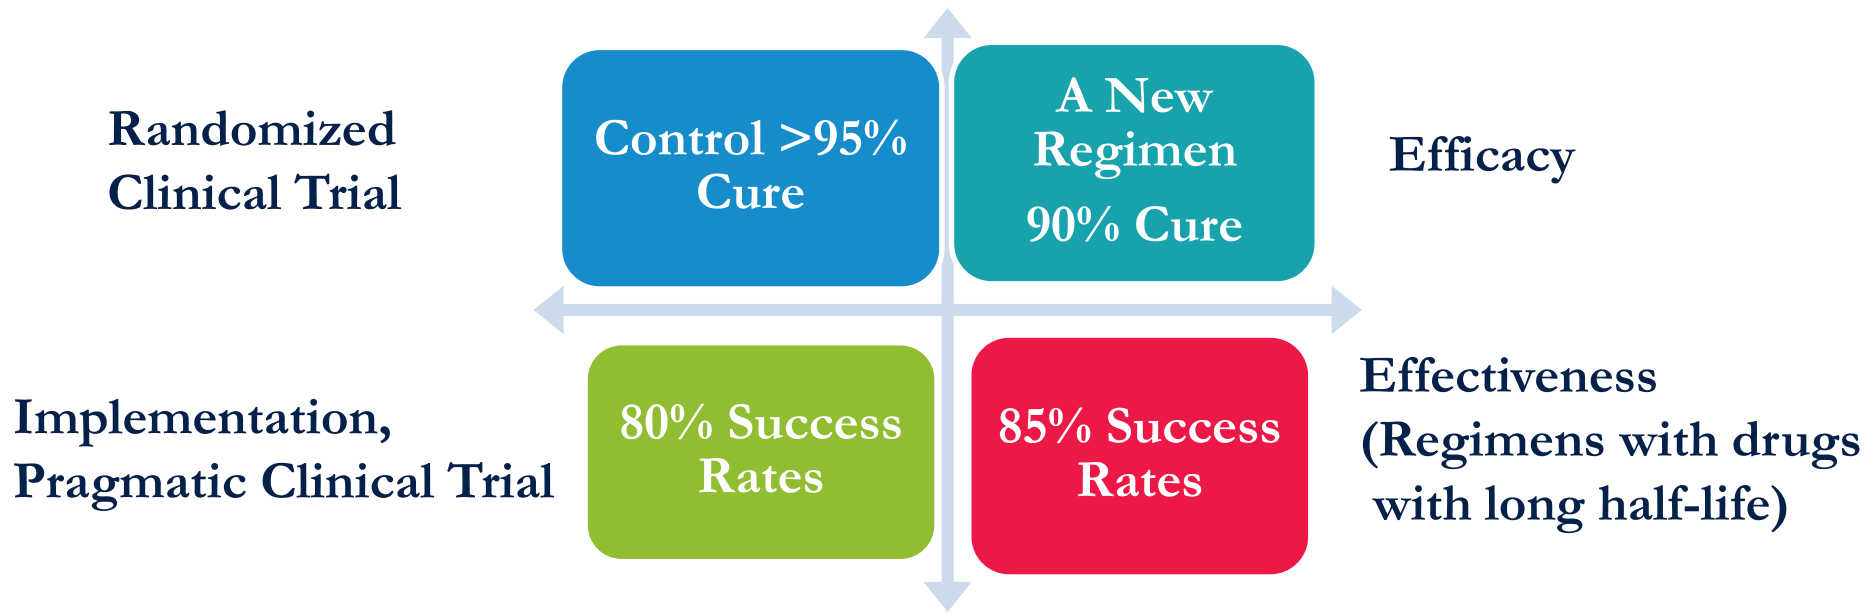 Randomized
Clinical Trial
Control >95%
Cure
A New
Regimen
90% Cure
Efficacy
Implementation,
Pragmatic Clinical Trial
80% Success
Rates
85% Success
Rates
Effectiveness
(Regimens with drugs
with long half-life)